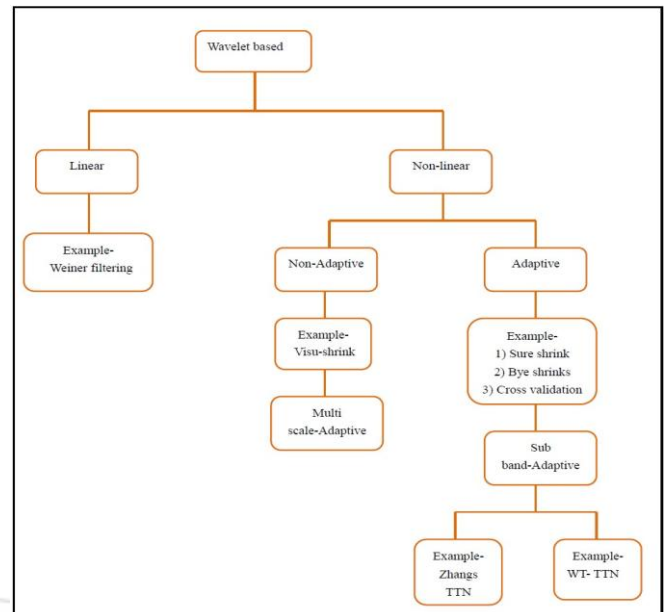 Wavelet based
Linear
Non-linear
Example-
Weiner filtering
Non-Adaptive
Adaptive
Example-
Visu-shrink
Example-
1) Sure shrink
2) Bye shrinks
3) Cross validation
Multi
scale-Adaptive
Sub
band-Adaptive
Example-
Zhangs
TTN
Example-
WT- TTN